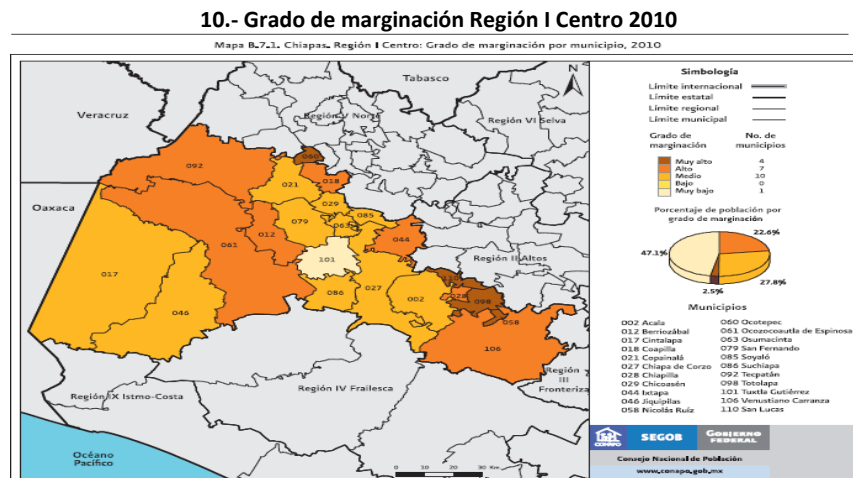 10.- Grado de marginación Región I Centro 2010
Mapa B.7.1. Chiapas. Región I Centro: Grado de marginación por municipio, 2010
N
Tabasco
Veracruz
Región V Norte
Región VI Selva
060
092
018
021
Oaxaca
029
085
079
063
012
044
061
Región II Altos
101
017
110
028
086
027
002
098
046
058
106
Región III Fronteriza
Región IV Frailesca
Región IX Istmo-Costa
Océano
Pacífico
0 10 20 30 Km
Simbología
Límite internacional
Límite estatal
Límite regional
Límite municipal
Grado de marginación No. de municipios
Muy alto 4
Alto 7
Medio 10
Bajo 0
Muy bajo 1
Porcentaje de población por
grado de marginación
22.6%
47.1%
2.5%
27.8%
Municipios
002 Acala
012 Berriozábal
017 Cintalapa
018 Coapilla
021 Copainalá
027 Chiapa de Corzo
028 Chiapilla
029 Chicoasén
044 Ixtapa
046 Jiquipilas
058 Nicolás Ruíz
060 Ocotepec
061 Ocozocoautla de Espinosa
063 Osumacinta
079 San Fernando
085 Soyaló
086 Suchiapa
092 Tecpatán
098 Totolapa
101 Tuxtla Gutiérrez
106 Venustiano Carranza
110 San Lucas
CONAPO
SEGOB
GOBIERNO
FEDERAL
Consejo Nacional de Población
www.conapo.gob.mx